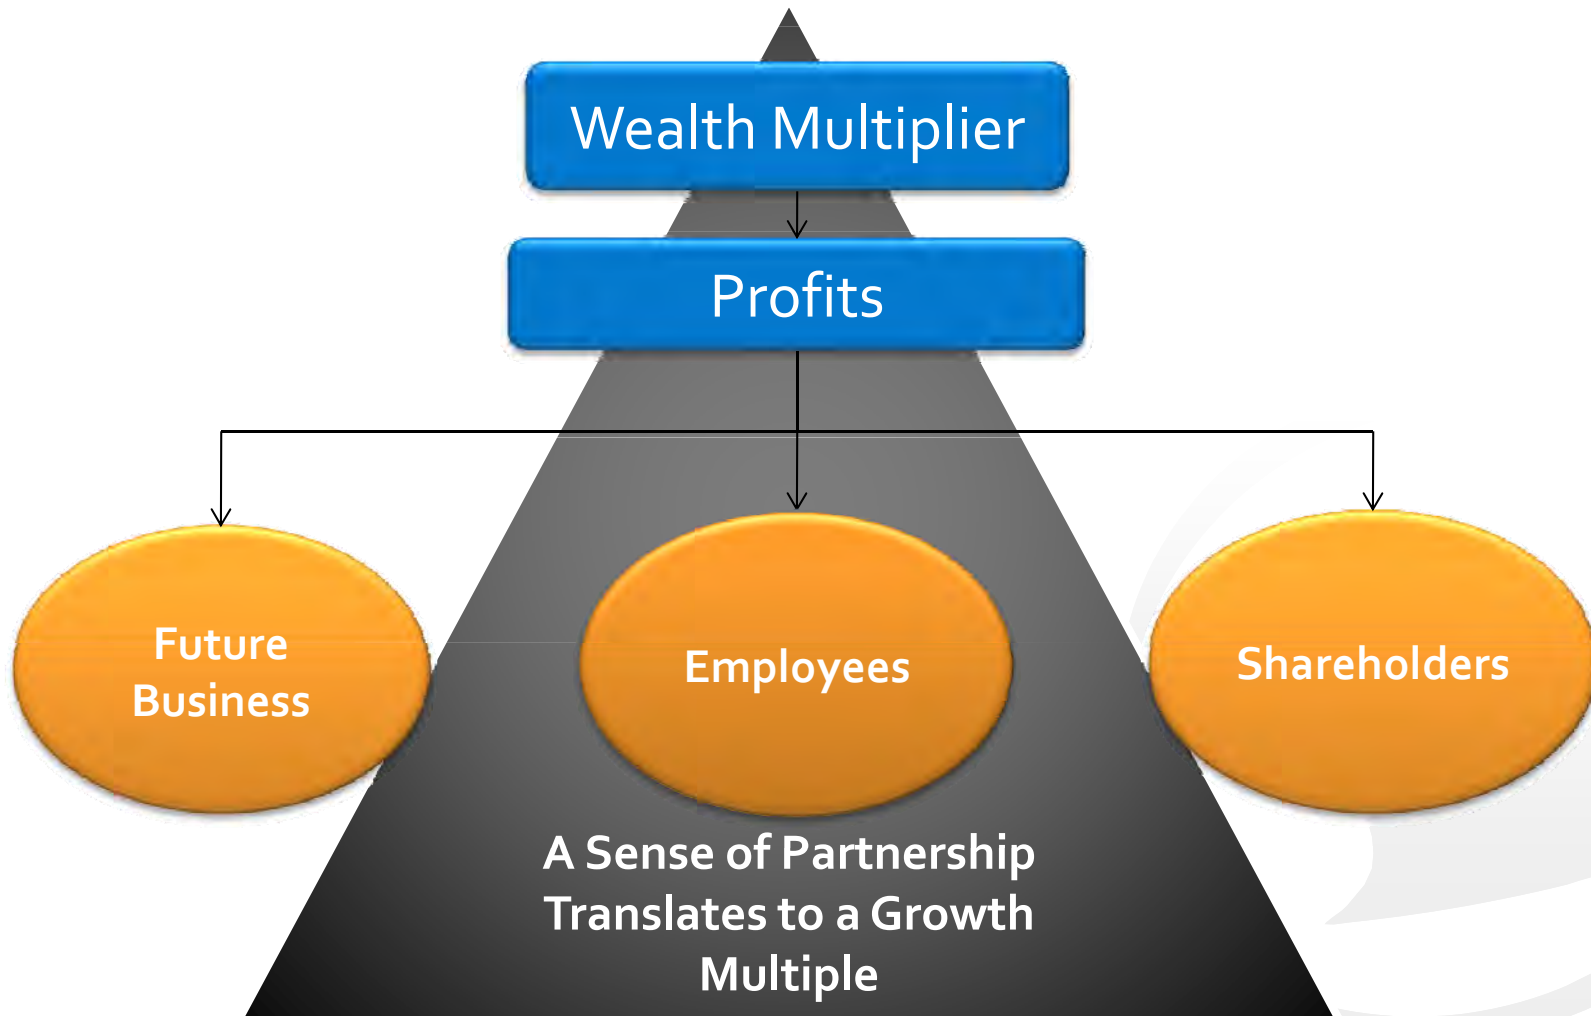 Wealth Multiplier
Profits
Future
Business
Employees
Shareholders
A Sense of Partnership
Translates to a Growth
Multiple